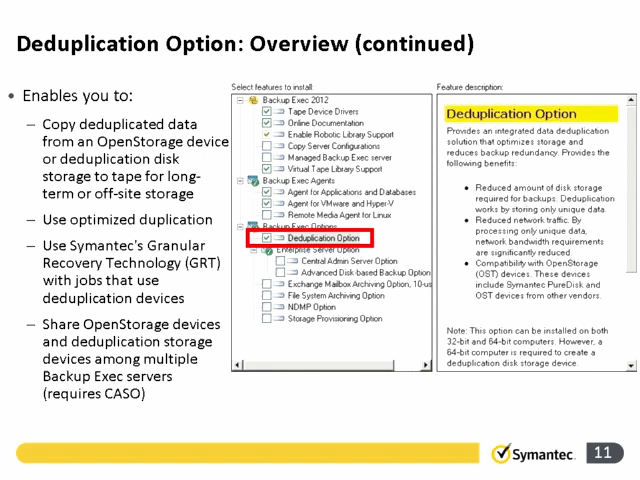 Deduplication Option: Overview (continued)
• Enables you to:
– Copy deduplicated data
from an OpenStorage device
or deduplication disk
storage to tape for long-
term or off-site storage
– Use optimized duplication
– Use Symantec's Granular
Recovery Technology (GRT)
with jobs that use
deduplication devices
– Share OpenStorage devices
and deduplication storage
devices among multiple
Backup Exec servers
(requires CASO)
Select features to install:
Backup Exec 2012
Tape Device Drivers
Online Documentation
Enable Robotic Library Support
Copy Server Configurations
Managed Backup Exec server
Virtual Tape Library Support
Backup Exec Agents
Agent for Applications and Databases
Agent for VMware and Hyper-V
Remote Media Agent for Linux
Backup Exec Options
Deduplication Option
Enterprise Server Option
Central Admin Server Option
Advanced Disk-based Backup Option
Exchange Mailbox Archiving Option, 10-us
File System Archiving Option
NDMP Option
Storage Provisioning Option
Feature description:
Deduplication Option
Provides an integrated data deduplication
solution that optimizes storage and
reduces backup redundancy. Provides the
following benefits:
• Reduced amount of disk storage
required for backups. Deduplication
works by storing only unique data.
• Reduced network traffic. By
processing only unique data,
network bandwidth requirements
are significantly reduced.
• Compatibility with OpenStorage
(OST) devices. These devices
include Symantec PureDisk and
OST devices from other vendors.
Note: This option can be installed on both
32-bit and 64-bit computers. However, a
64-bit computer is required to create a
deduplication disk storage device.
Symantec.
11